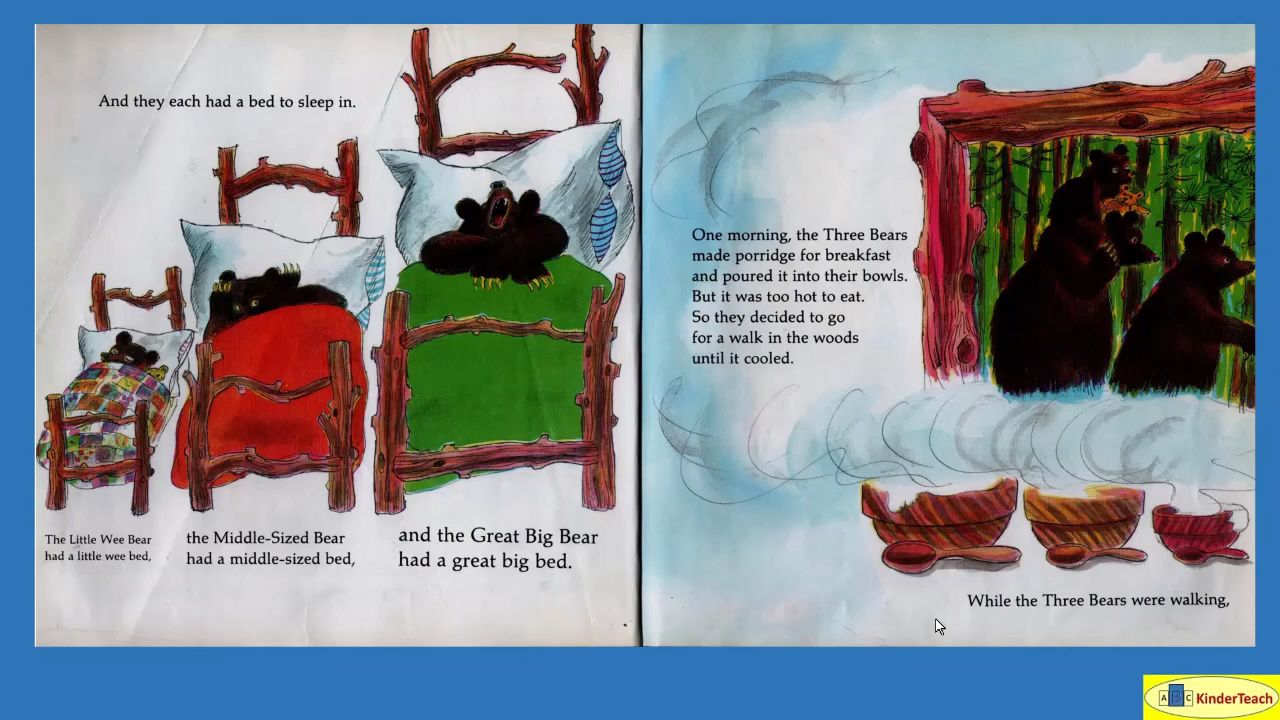 And they each had a bed to sleep in.
The Little Wee Bear
had a little wee bed,
the Middle-Sized Bear
had a middle-sized bed,
and the Great Big Bear
had a great big bed.
One morning, the Three Bears
made porridge for breakfast
and poured it into their bowls.
But it was too hot to eat.
So they decided to go
for a walk in the woods
until it cooled.
While the Three Bears were walking,
ABC KinderTeach